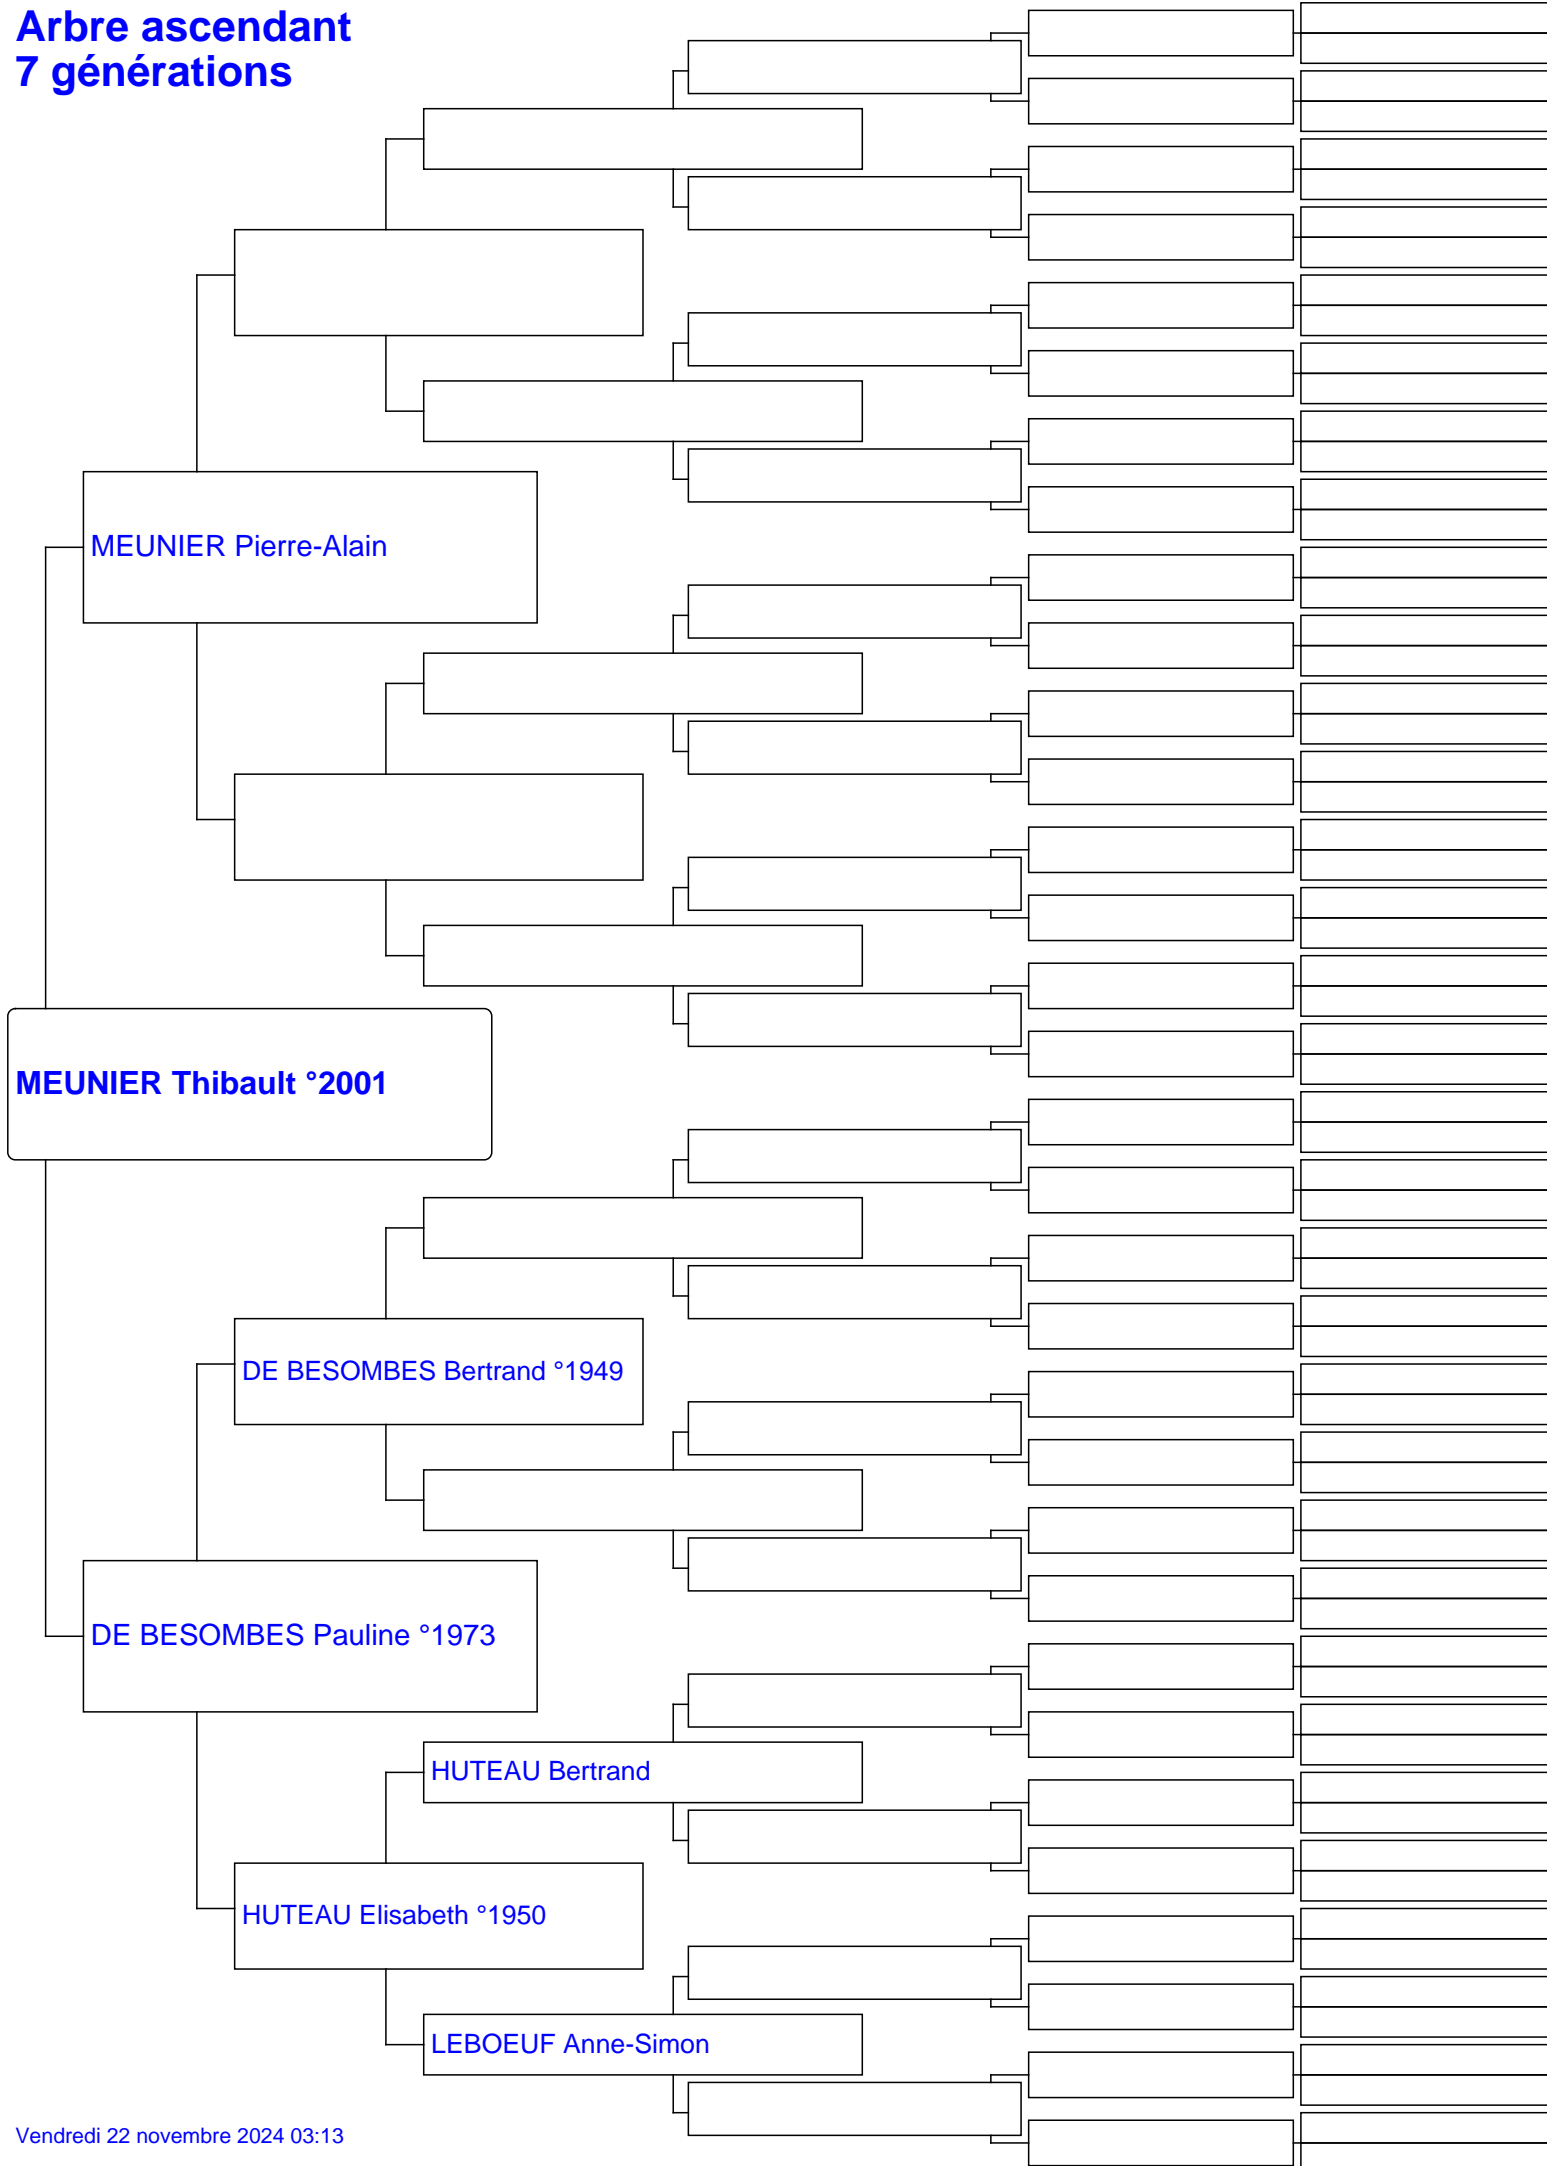 Arbre ascendant
7 générations
MEUNIER Pierre-Alain
MEUNIER Thibault °2001
DE BESOMBES Bertrand °1949
DE BESOMBES Pauline °1973
HUTEAU Bertrand
HUTEAU Elisabeth °1950
LEBOEUF Anne-Simon
Vendredi 22 novembre 2024 03:13